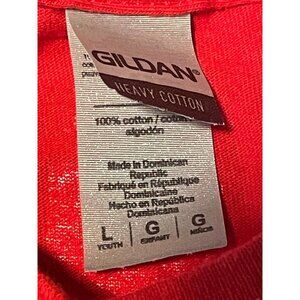 GILDAN®
HEAVY COTTON
100% cotton / coton
algodón
Made in Dominican
Republic
Fabriqué en République
Dominicaine
Hecho en República
Dominicana
L G G
YOUTH ENFANT NIÑOS